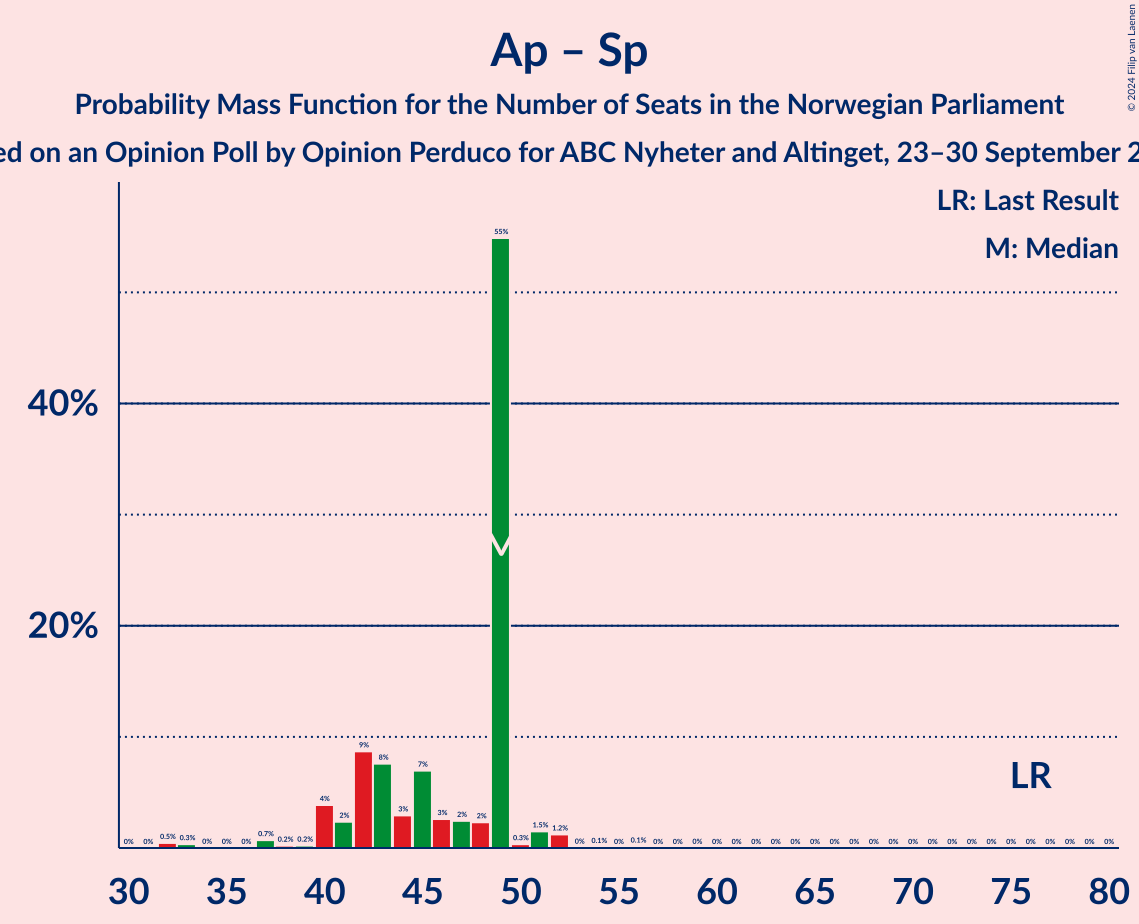 Ap – Sp
Probability Mass Function for the Number of Seats in the Norwegian Parliament
ed on an Opinion Poll by Opinion Perduco for ABC Nyheter and Altinget, 23–30 September 2
© 2024 Filip van Laenen
LR: Last Result
M: Median
55%
40%
20%
9%
8%
7%
LR
4%
2%
3%
3%
2%
2%
0% 0% 0.5% 0.3% 0% 0% 0% 0.7% 0.2% 0.2% 0.3% 1.5% 1.2% 0% 0.1% 0% 0.1% 0% 0% 0% 0% 0% 0% 0% 0% 0% 0% 0% 0% 0% 0% 0% 0% 0% 0% 0% 0% 0% 0% 0% 0%
30 35 40 45 50 55 60 65 70 75 80